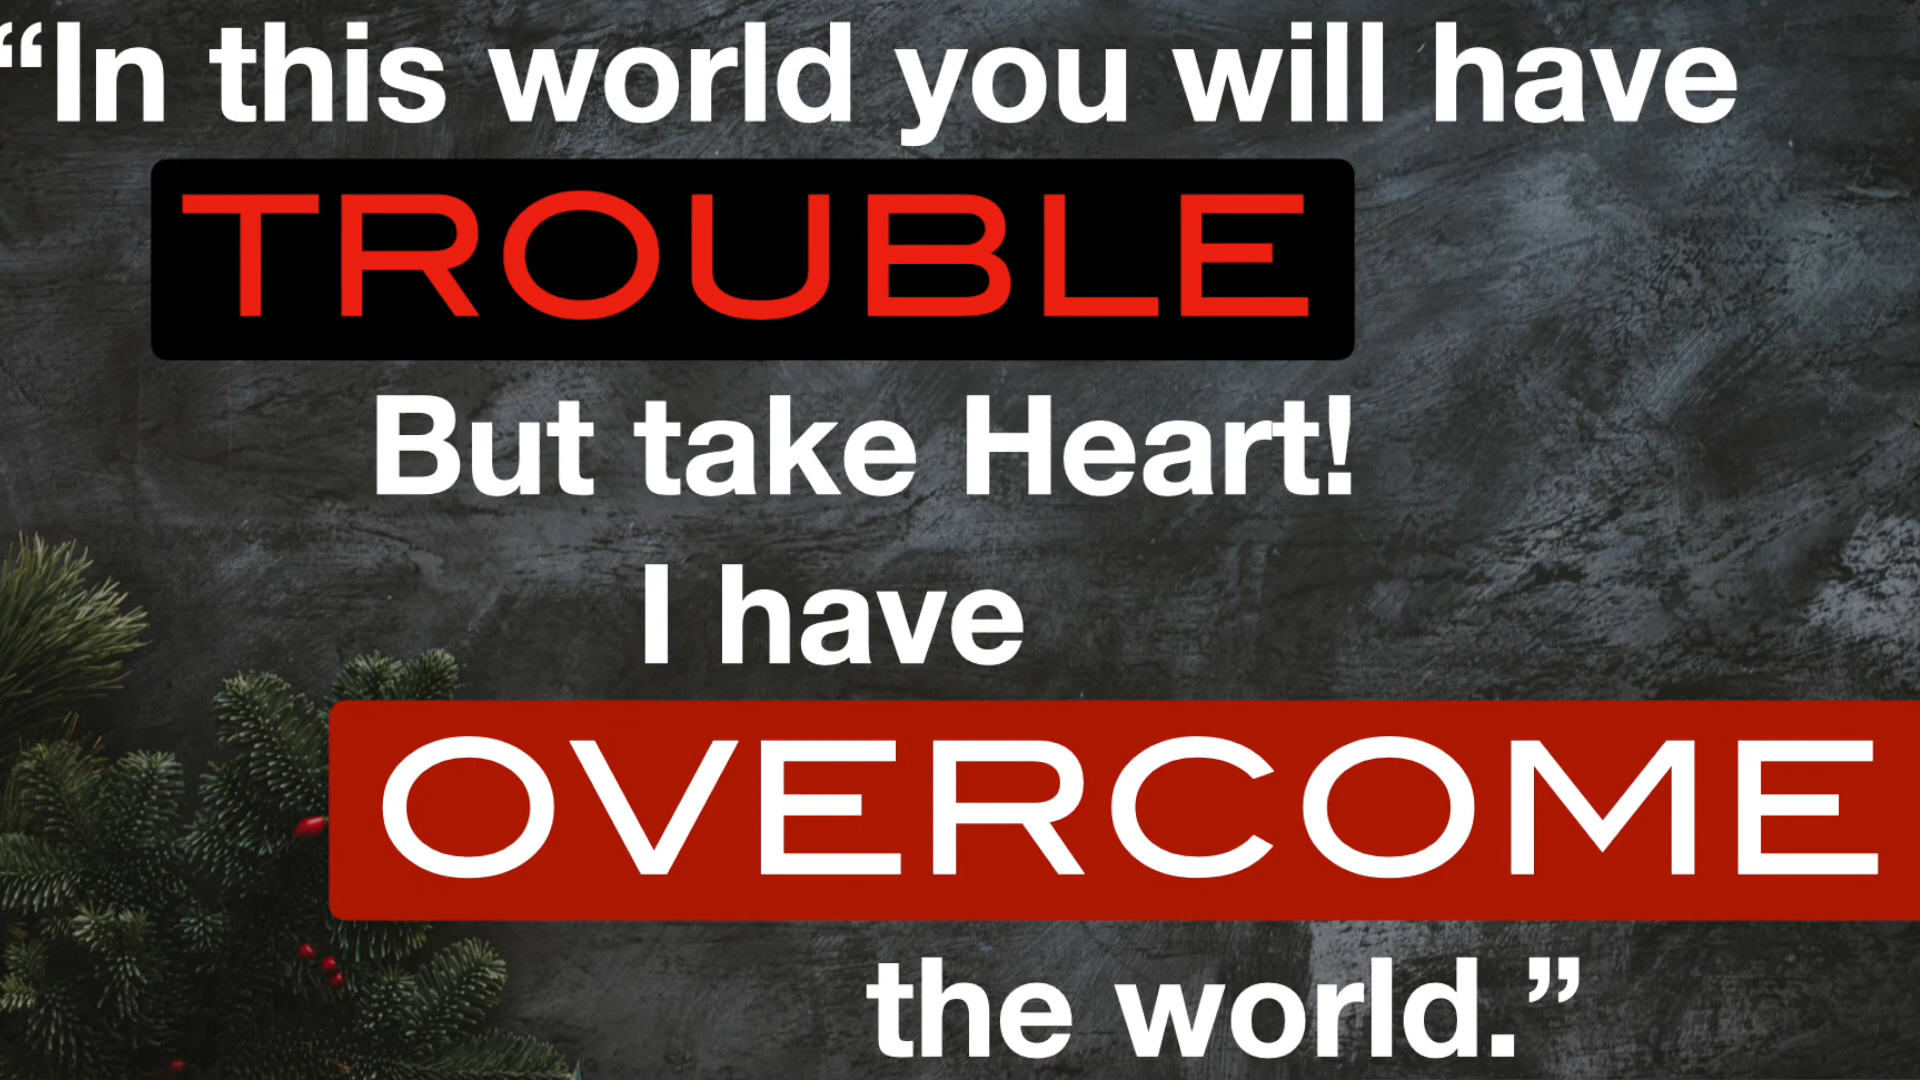 “In this world you will have
TROUBLE
But take Heart!
I have
OVERCOME
the world.”